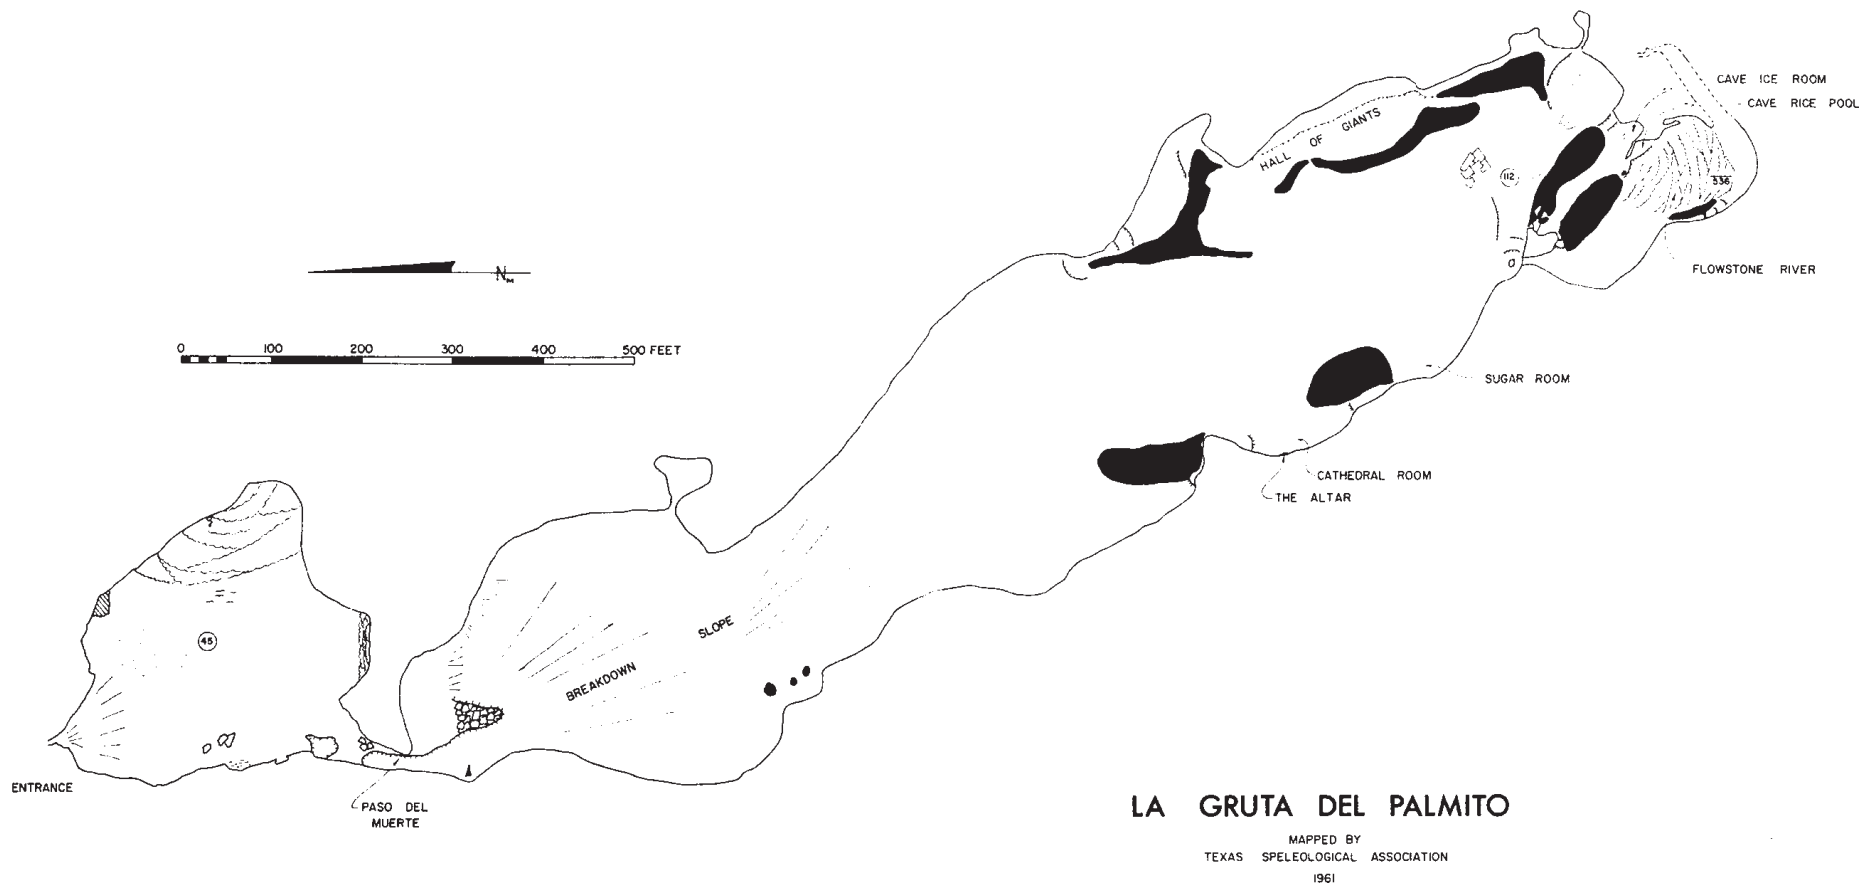 CAVE ICE ROOM
CAVE RICE POOL
HALL OF GIANTS
112
336
FLOWSTONE RIVER
NM
0 100 200 300 400 500 FEET
SUGAR ROOM
CATHEDRAL ROOM
THE ALTAR
45
SLOPE
BREAKDOWN
ENTRANCE
PASO DEL
MUERTE
LA GRUTA DEL PALMITO
MAPPED BY
TEXAS SPELEOLOGICAL ASSOCIATION
1961